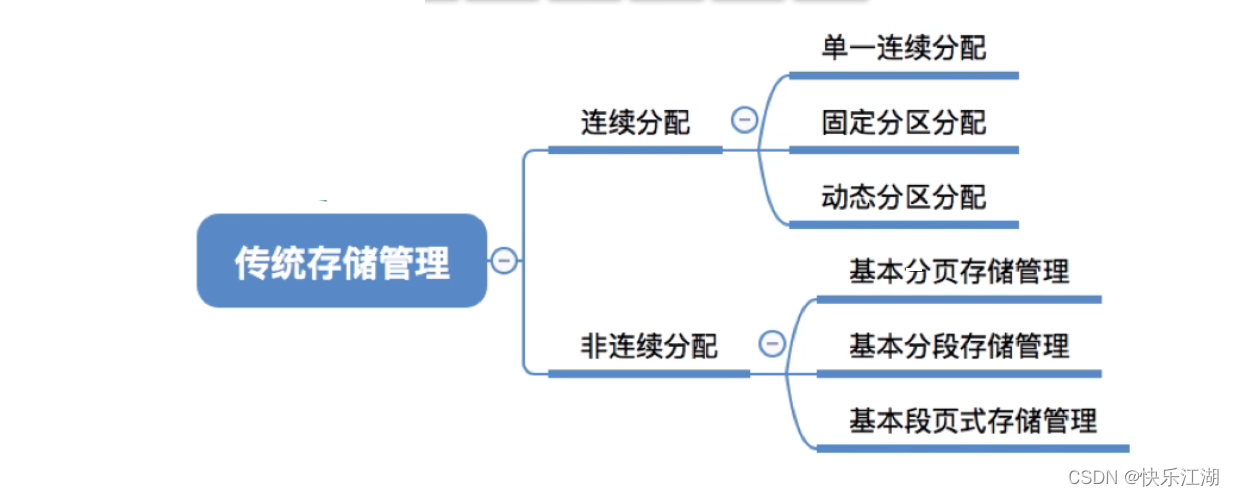 传统存储管理
连续分配
单一连续分配
固定分区分配
动态分区分配
非连续分配
基本分页存储管理
基本分段存储管理
基本段页式存储管理
CSDN @快乐江湖